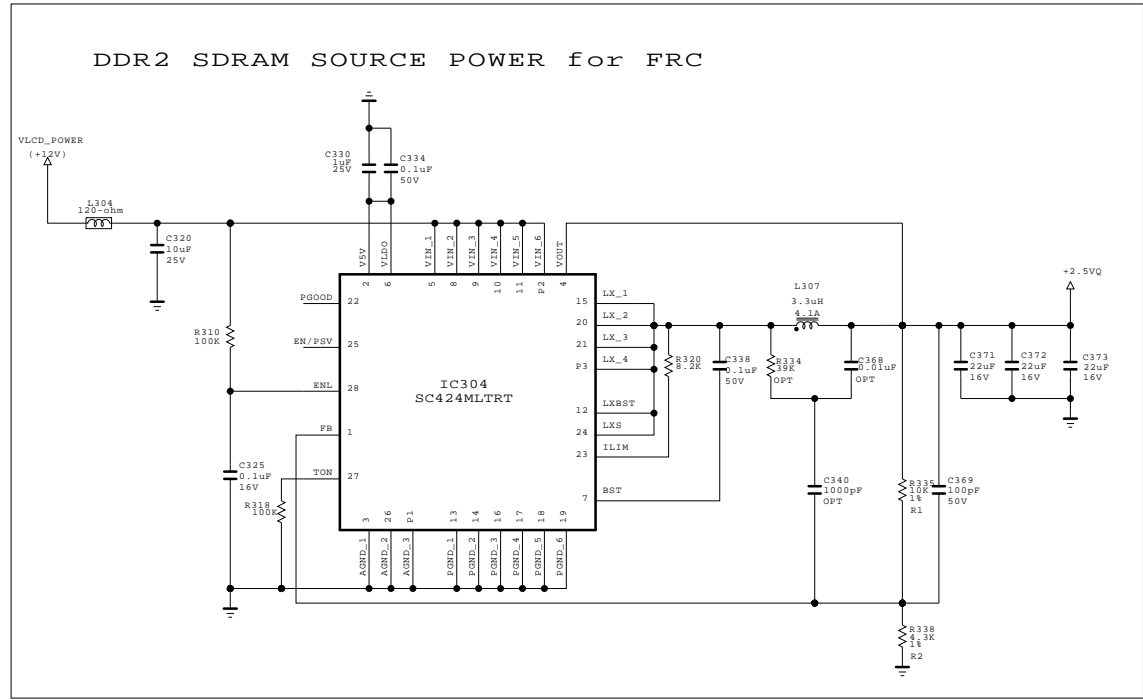 DDR2 SDRAM SOURCE POWER for FRC
VLCD_POWER
(+12V)
L304
120-ohm
C320
10uF
25V
C330
1uF
25V
C334
0.1uF
50V
V5V
VLDO
VIN_1
VIN_2
VIN_3
VIN_4
VIN_5
VIN_6
VOUT
2
6
5
8
9
10
11
P2
4
R310
100K
C325
0.1uF
16V
R318
100K
PGOOD
22
EN/PSV
25
ENL
28
FB
1
TON
27
IC304
SC424MLTRT
15
LX_1
20
LX_2
21
LX_3
P3
LX_4
12
LXBST
24
LXS
23
ILIM
7
BST
3
26
P1
13
14
16
17
18
19
AGND_1
AGND_2
AGND_3
PGND_1
PGND_2
PGND_3
PGND_4
PGND_5
PGND_6
R320
8.2K
C338
0.1uF
50V
L307
3.3uH
4.1A
R334
39K
OPT
C368
0.01uF
OPT
C340
1000pF
OPT
+2.5VQ
C371
22uF
16V
C372
22uF
16V
C373
22uF
16V
R335
10K
1%
R1
C369
100pF
50V
R338
4.3K
1%
R2